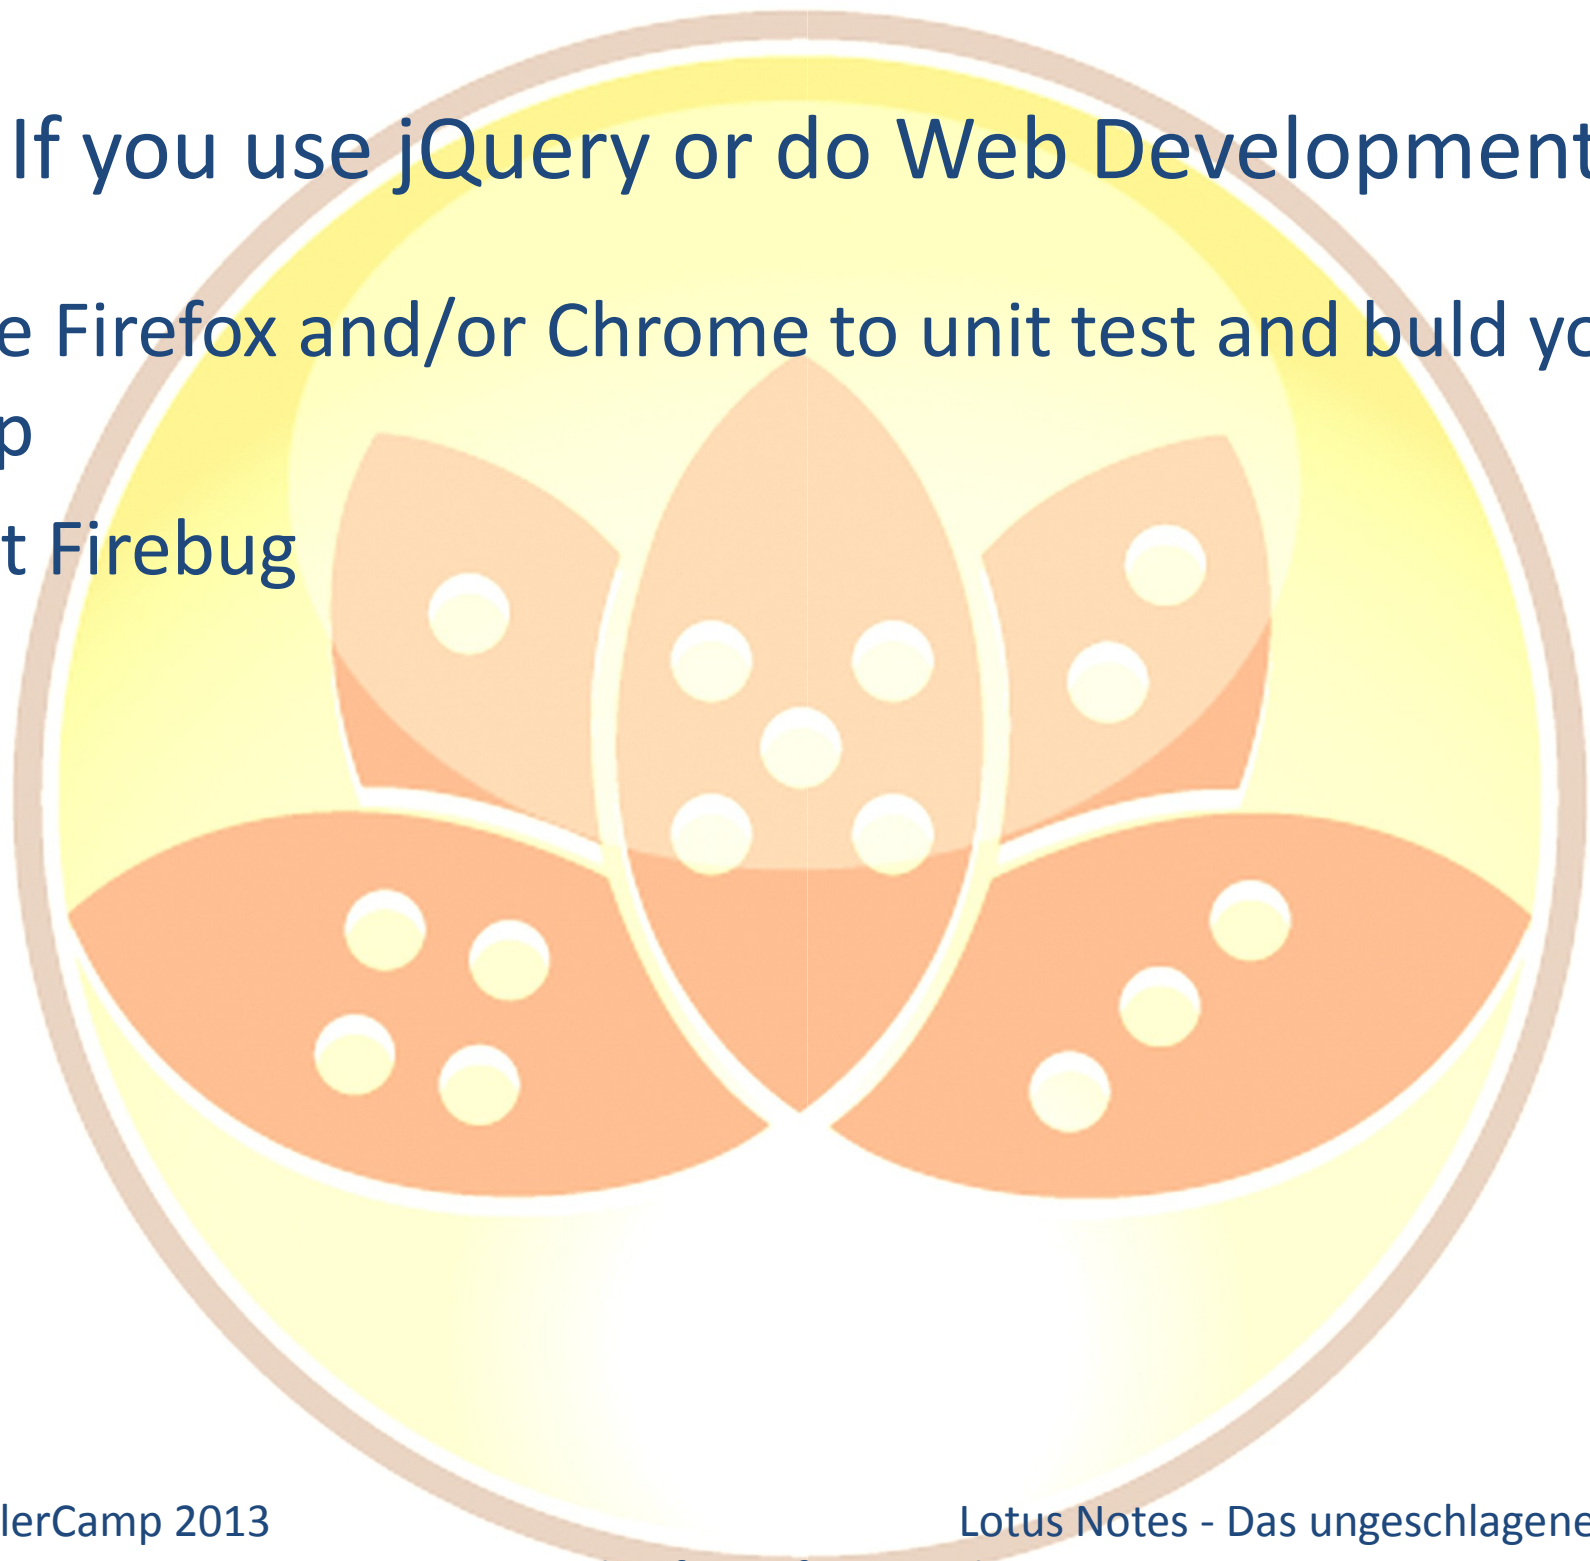 If you use jQuery or do Web Development
e Firefox and/or Chrome to unit test and buld yo
p
t Firebug
lerCamp 2013
Lotus Notes - Das ungeschlagene